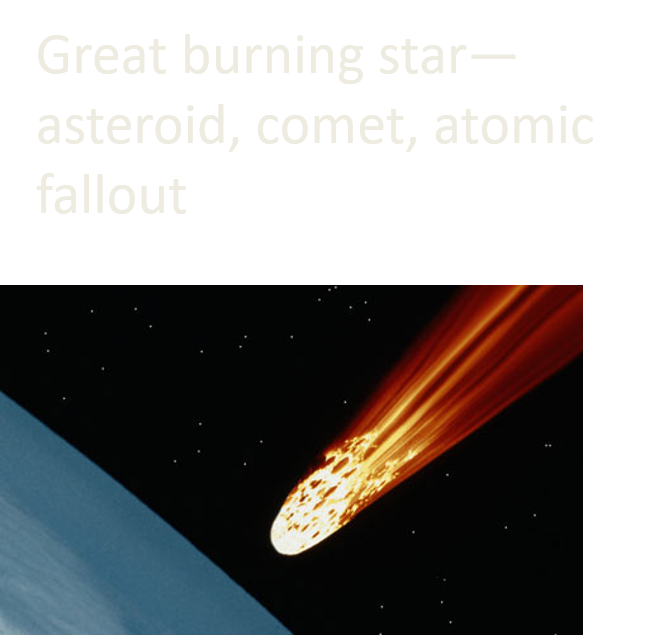 Great burning star—
asteroid, comet, atomic
fallout